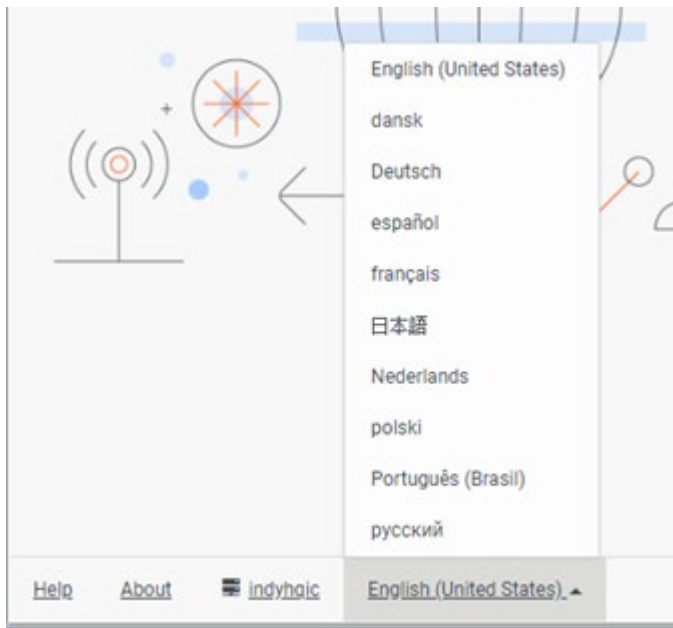 English (United States)
dansk
Deutsch
español
français
日本語
Nederlands
polski
Português (Brasil)
русский
Help About indyhqic English (United States)